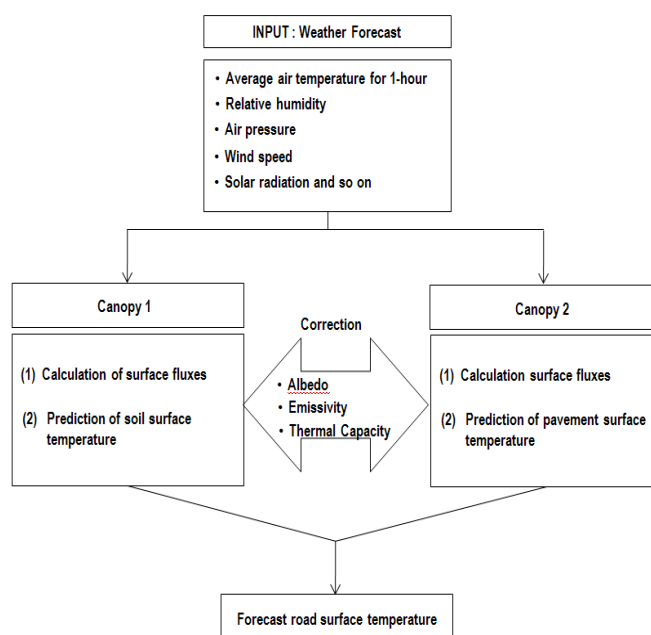 INPUT : Weather Forecast
• Average air temperature for 1-hour
• Relative humidity
• Air pressure
• Wind speed
• Solar radiation and so on
Canopy 1
(1) Calculation of surface fluxes
(2) Prediction of soil surface
temperature
Correction
• Albedo
• Emissivity
• Thermal Capacity
Canopy 2
(1) Calculation surface fluxes
(2) Prediction of pavement surface
temperature
Forecast road surface temperature